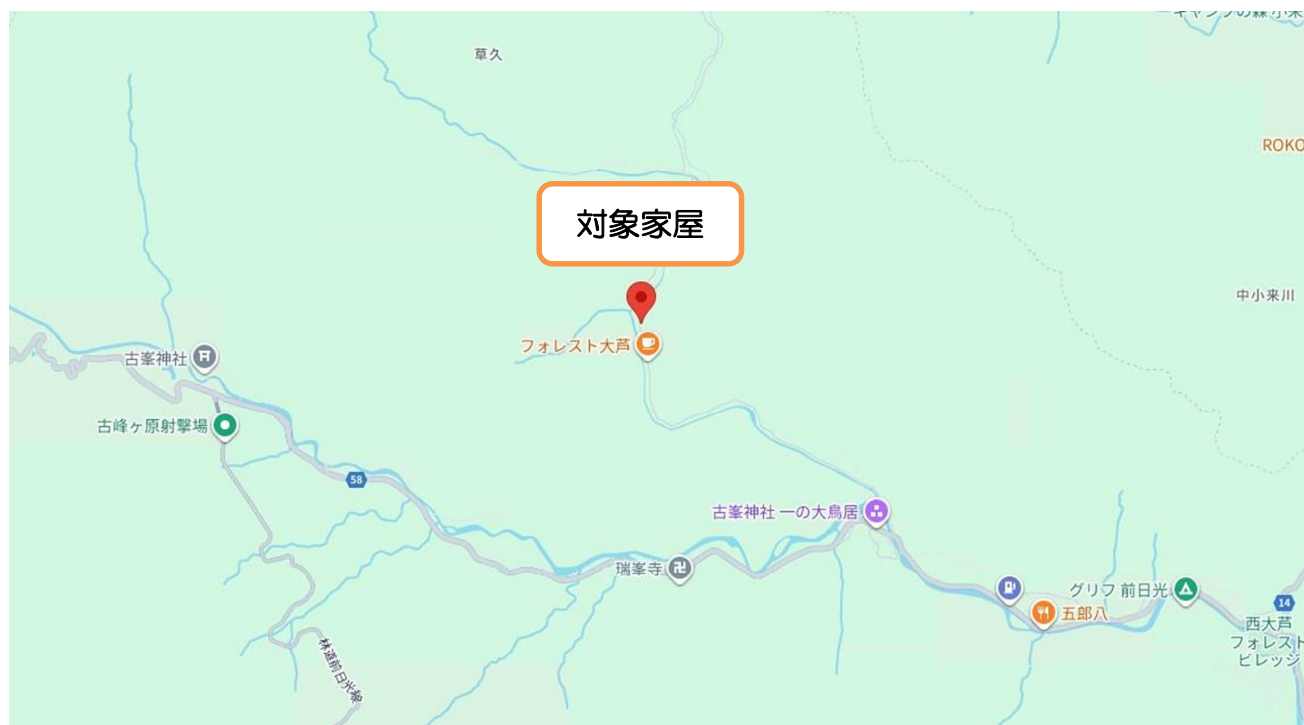 草久
ROKO
対象家屋
中小来川
フォレスト大芦
古峯神社
古峰ヶ原射撃場
58
古峯神社 一の大鳥居
瑞峯寺
グリフ 前日光
五郎八
14
西大芦
フォレスト
ビレッジ
林道前日光線